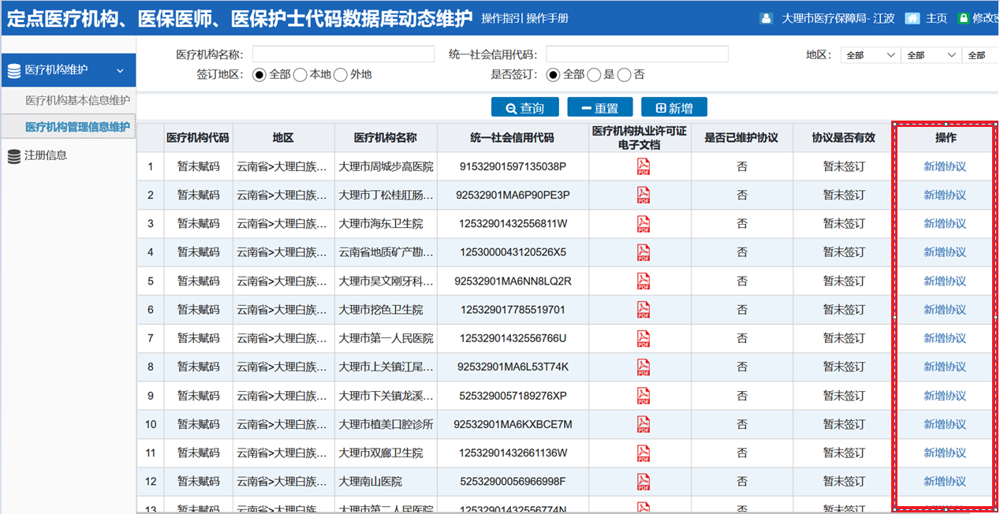 定点医疗机构、医保医师、医保护士代码数据库动态维护 操作指引 操作手册 大理市医疗保障局- 江波 主页 修改密
医疗机构名称： 统一社会信用代码： 地区： 全部 全部 全部
签订地区： 全部 本地 外地 是否签订： 全部 是 否
医疗机构维护
医疗机构基本信息维护
医疗机构管理信息维护
注册信息
查询 重置 新增
医疗机构代码 地区 医疗机构名称 统一社会信用代码 医疗机构执业许可证电子文档 是否已维护协议 协议是否有效 操作
1 暂未赋码 云南省>大理白族... 大理市周城步高医院 91532901597135038P PDF 否 暂未签订 新增协议
2 暂未赋码 云南省>大理白族... 大理市丁松桂肛肠... 92532901MA6P90PE3P PDF 否 暂未签订 新增协议
3 暂未赋码 云南省>大理白族... 大理市海东卫生院 12532901432556811W PDF 否 暂未签订 新增协议
4 暂未赋码 云南省>大理白族... 云南省地质矿产勘... 1253000043120526X5 PDF 否 暂未签订 新增协议
5 暂未赋码 云南省>大理白族... 大理市吴文刚牙科... 92532901MA6NN8LQ2R PDF 否 暂未签订 新增协议
6 暂未赋码 云南省>大理白族... 大理市挖色卫生院 125329017785519701 PDF 否 暂未签订 新增协议
7 暂未赋码 云南省>大理白族... 大理市第一人民医院 12532901432556766U PDF 否 暂未签订 新增协议
8 暂未赋码 云南省>大理白族... 大理市上关镇江尾... 92532901MA6L53T74K PDF 否 暂未签订 新增协议
9 暂未赋码 云南省>大理白族... 大理市下关镇龙溪... 5253290057189276XP PDF 否 暂未签订 新增协议
10 暂未赋码 云南省>大理白族... 大理市植美口腔诊所 92532901MA6KXBCE7M PDF 否 暂未签订 新增协议
11 暂未赋码 云南省>大理白族... 大理市双廊卫生院 12532901432661136W PDF 否 暂未签订 新增协议
12 暂未赋码 云南省>大理白族... 大理南山医院 52532900056966998F PDF 否 暂未签订 新增协议
13 暂未赋码 云南省>大理白族... 大理市第二人民医院 12532901432556774N 否 暂未签订